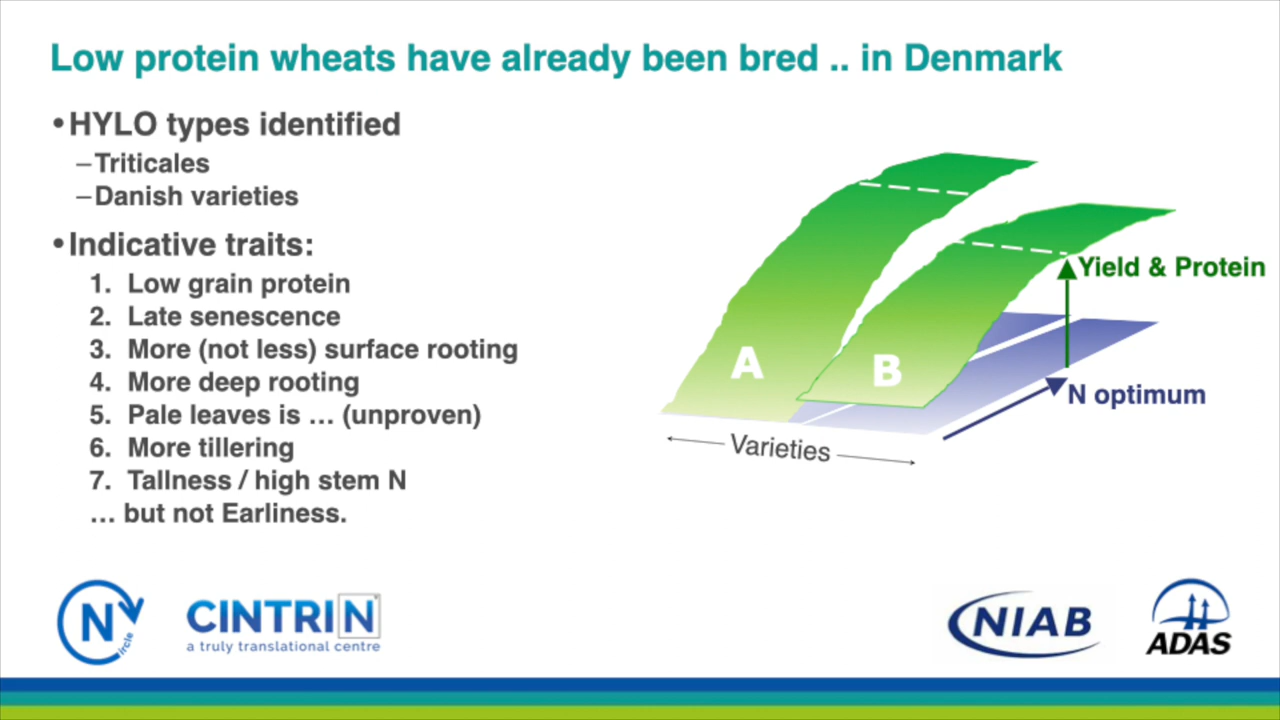 Low protein wheats have already been bred .. in Denmark
•HYLO types identified
–Triticales
–Danish varieties
•Indicative traits:
1. Low grain protein
2. Late senescence
3. More (not less) surface rooting
4. More deep rooting
5. Pale leaves is … (unproven)
6. More tillering
7. Tallness / high stem N
… but not Earliness.
A
B
Yield & Protein
N optimum
Varieties
N
ircle
CINTRIN
a truly translational centre
NIAB
ADAS